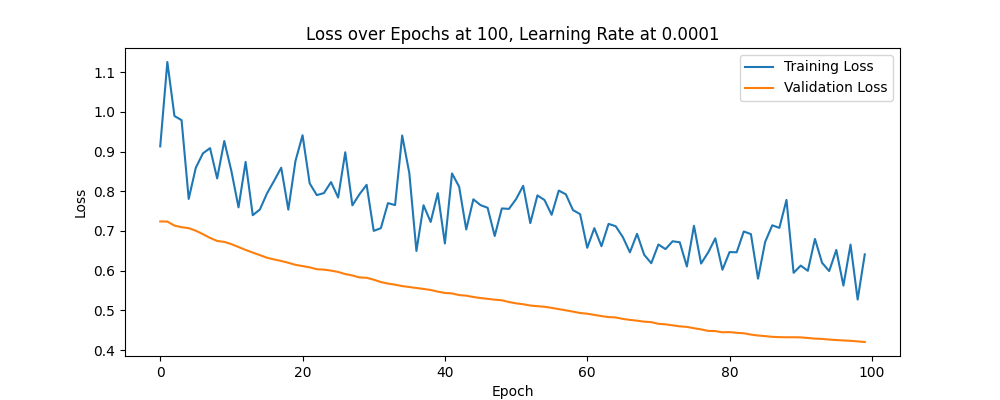 Loss over Epochs at 100, Learning Rate at 0.0001
Training Loss
Validation Loss
1.1
1.0
0.9
0.8
0.7
0.6
0.5
0.4
Loss
0
20
40
60
80
100
Epoch